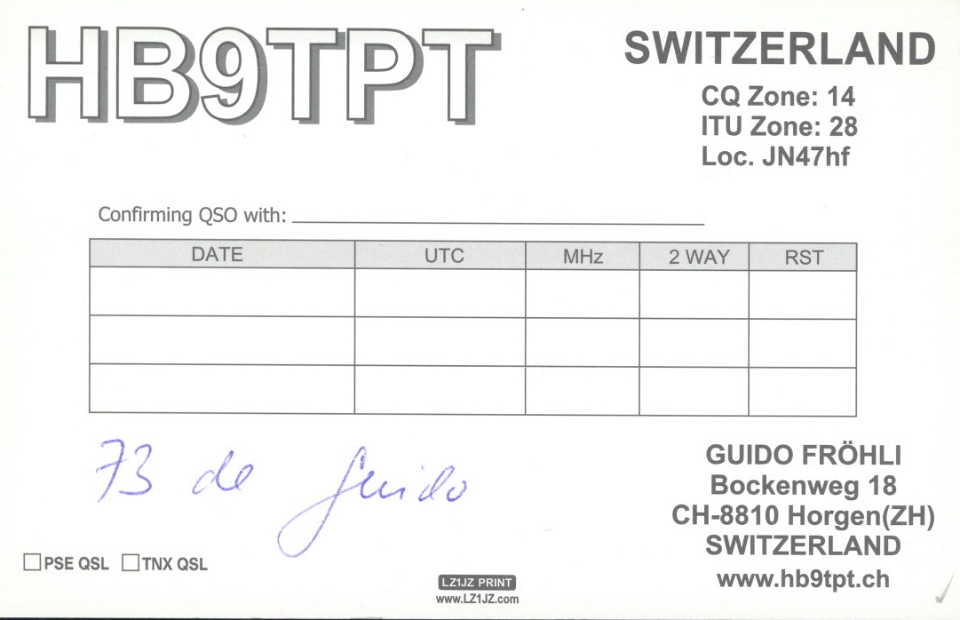 HB9TPT
SWITZERLAND
CQ Zone: 14
ITU Zone: 28
Loc. JN47hf
Confirming QSO with:
DATE UTC MHz 2 WAY RST
73 de Guido
GUIDO FRÖHLI
Bockenweg 18
CH-8810 Horgen(ZH)
SWITZERLAND
www.hb9tpt.ch
PSE QSL TNX QSL
LZ1JZ PRINT
www.LZ1JZ.com